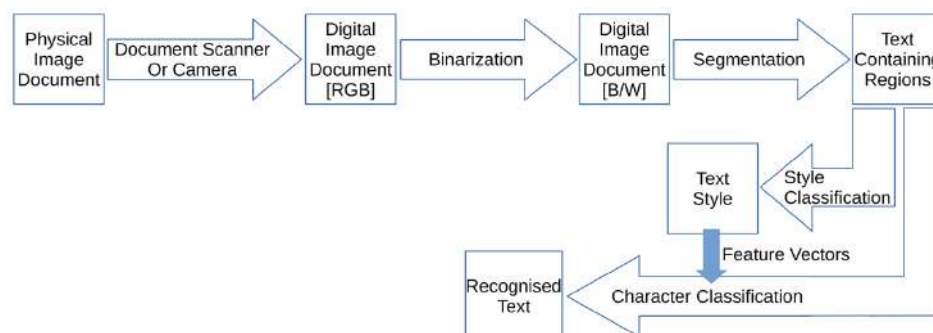 Physical
Image
Document
Document Scanner
Or Camera
Digital
Image
Document
[RGB]
Binarization
Digital
Image
Document
[B/W]
Segmentation
Text
Containing
Regions
Text
Style
Style
Classification
Feature Vectors
Recognised
Text
Character Classification